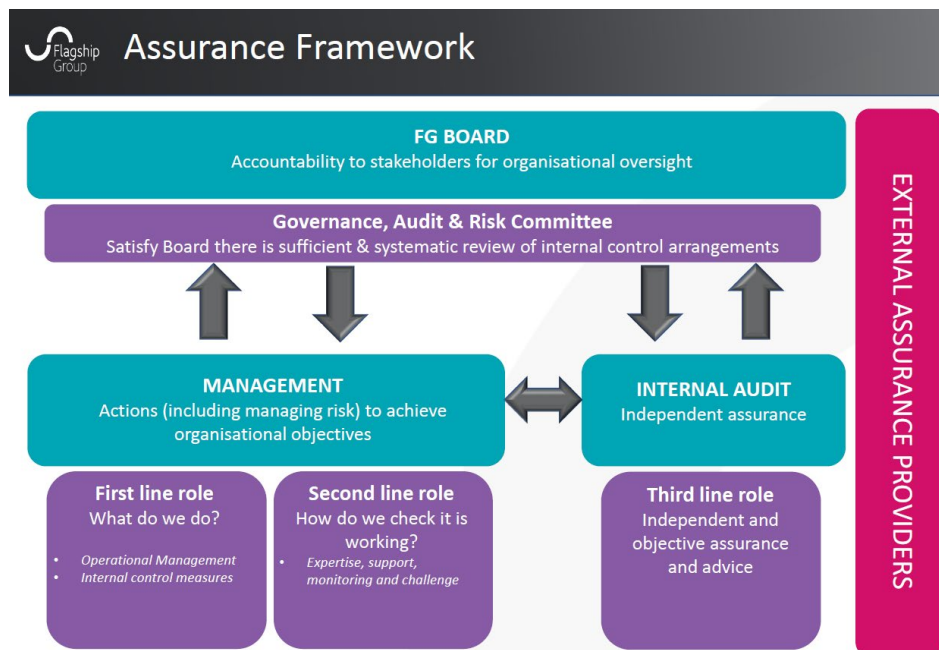 Flagship
Group
Assurance Framework
FG BOARD
Accountability to stakeholders for organisational oversight
Governance, Audit & Risk Committee
Satisfy Board there is sufficient & systematic review of internal control arrangements
MANAGEMENT
Actions (including managing risk) to achieve
organisational objectives
INTERNAL AUDIT
Independent assurance
First line role
What do we do?
• Operational Management
• Internal control measures
Second line role
How do we check it is
working?
• Expertise, support,
monitoring and challenge
Third line role
Independent and
objective assurance
and advice
EXTERNAL ASSURANCE PROVIDERS